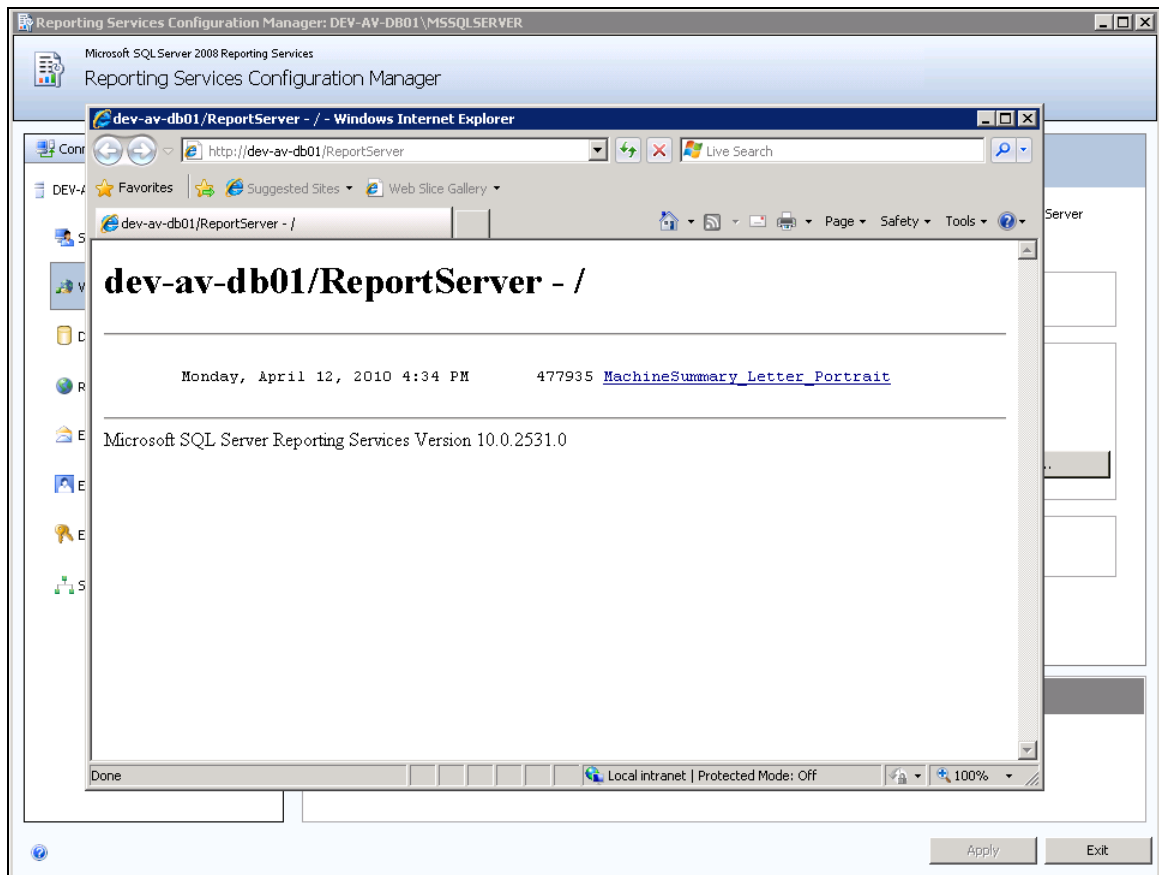 Reporting Services Configuration Manager: DEV-AV-DB01\MSSQLSERVER
Microsoft SQL Server 2008 Reporting Services
Reporting Services Configuration Manager
dev-av-db01/ReportServer - / - Windows Internet Explorer
Conn
http://dev-av-db01/ReportServer
Live Search
DEV-A
Favorites
Suggested Sites
Web Slice Gallery
dev-av-db01/ReportServer - /
Page
Safety
Tools
Server
S
V
D
R
E
E
E
S
dev-av-db01/ReportServer - /
Monday, April 12, 2010 4:34 PM 477935 MachineSummary_Letter_Portrait
Microsoft SQL Server Reporting Services Version 10.0.2531.0
..
Done
Local intranet | Protected Mode: Off
100%
Apply
Exit